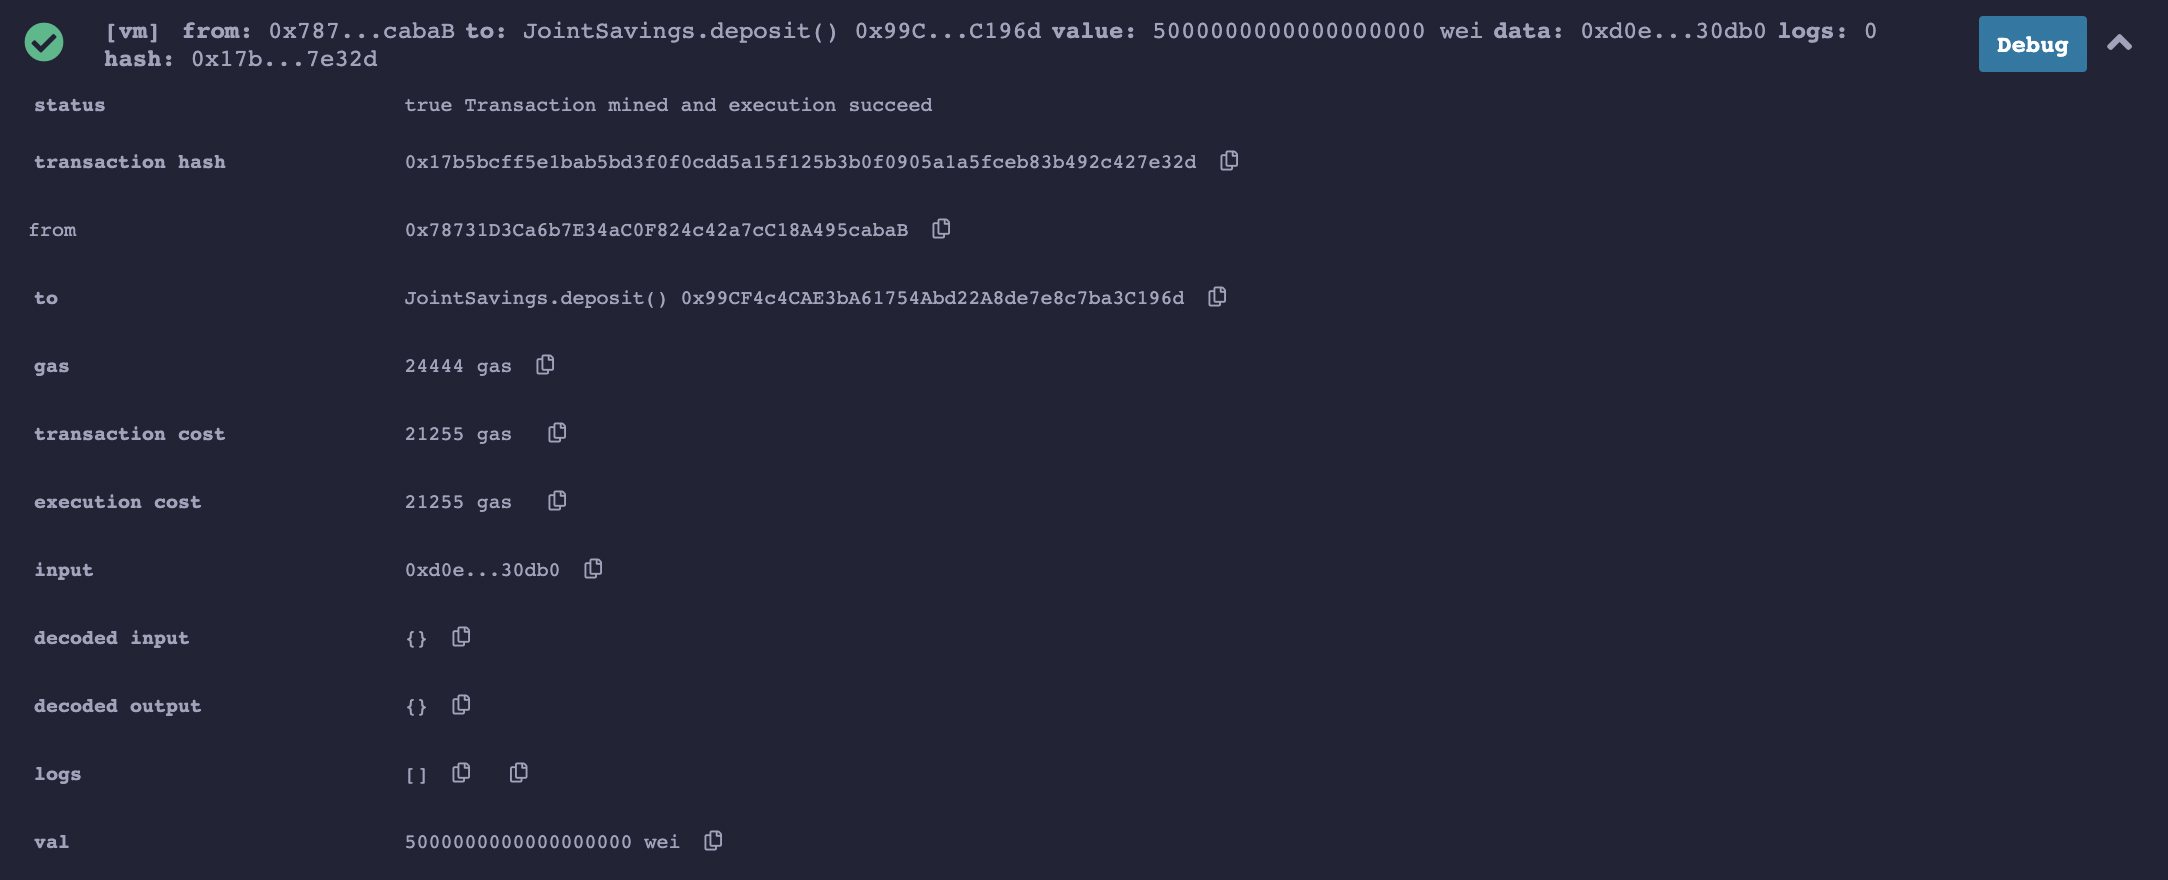 [vm] from: 0x787...cabaB to: JointSavings.deposit() 0x99C...C196d value: 5000000000000000000 wei data: 0xd0e...30db0 logs: 0
hash: 0x17b...7e32d
Debug
status true Transaction mined and execution succeed
transaction hash 0x17b5bcff5e1bab5bd3f0f0cdd5a15f125b3b0f0905a1a5fceb83b492c427e32d
from 0x78731D3Ca6b7E34aC0F824c42a7cC18A495cabaB
to JointSavings.deposit() 0x99CF4c4CAE3bA61754Abd22A8de7e8c7ba3C196d
gas 24444 gas
transaction cost 21255 gas
execution cost 21255 gas
input 0xd0e...30db0
decoded input {}
decoded output {}
logs []
val 5000000000000000000 wei